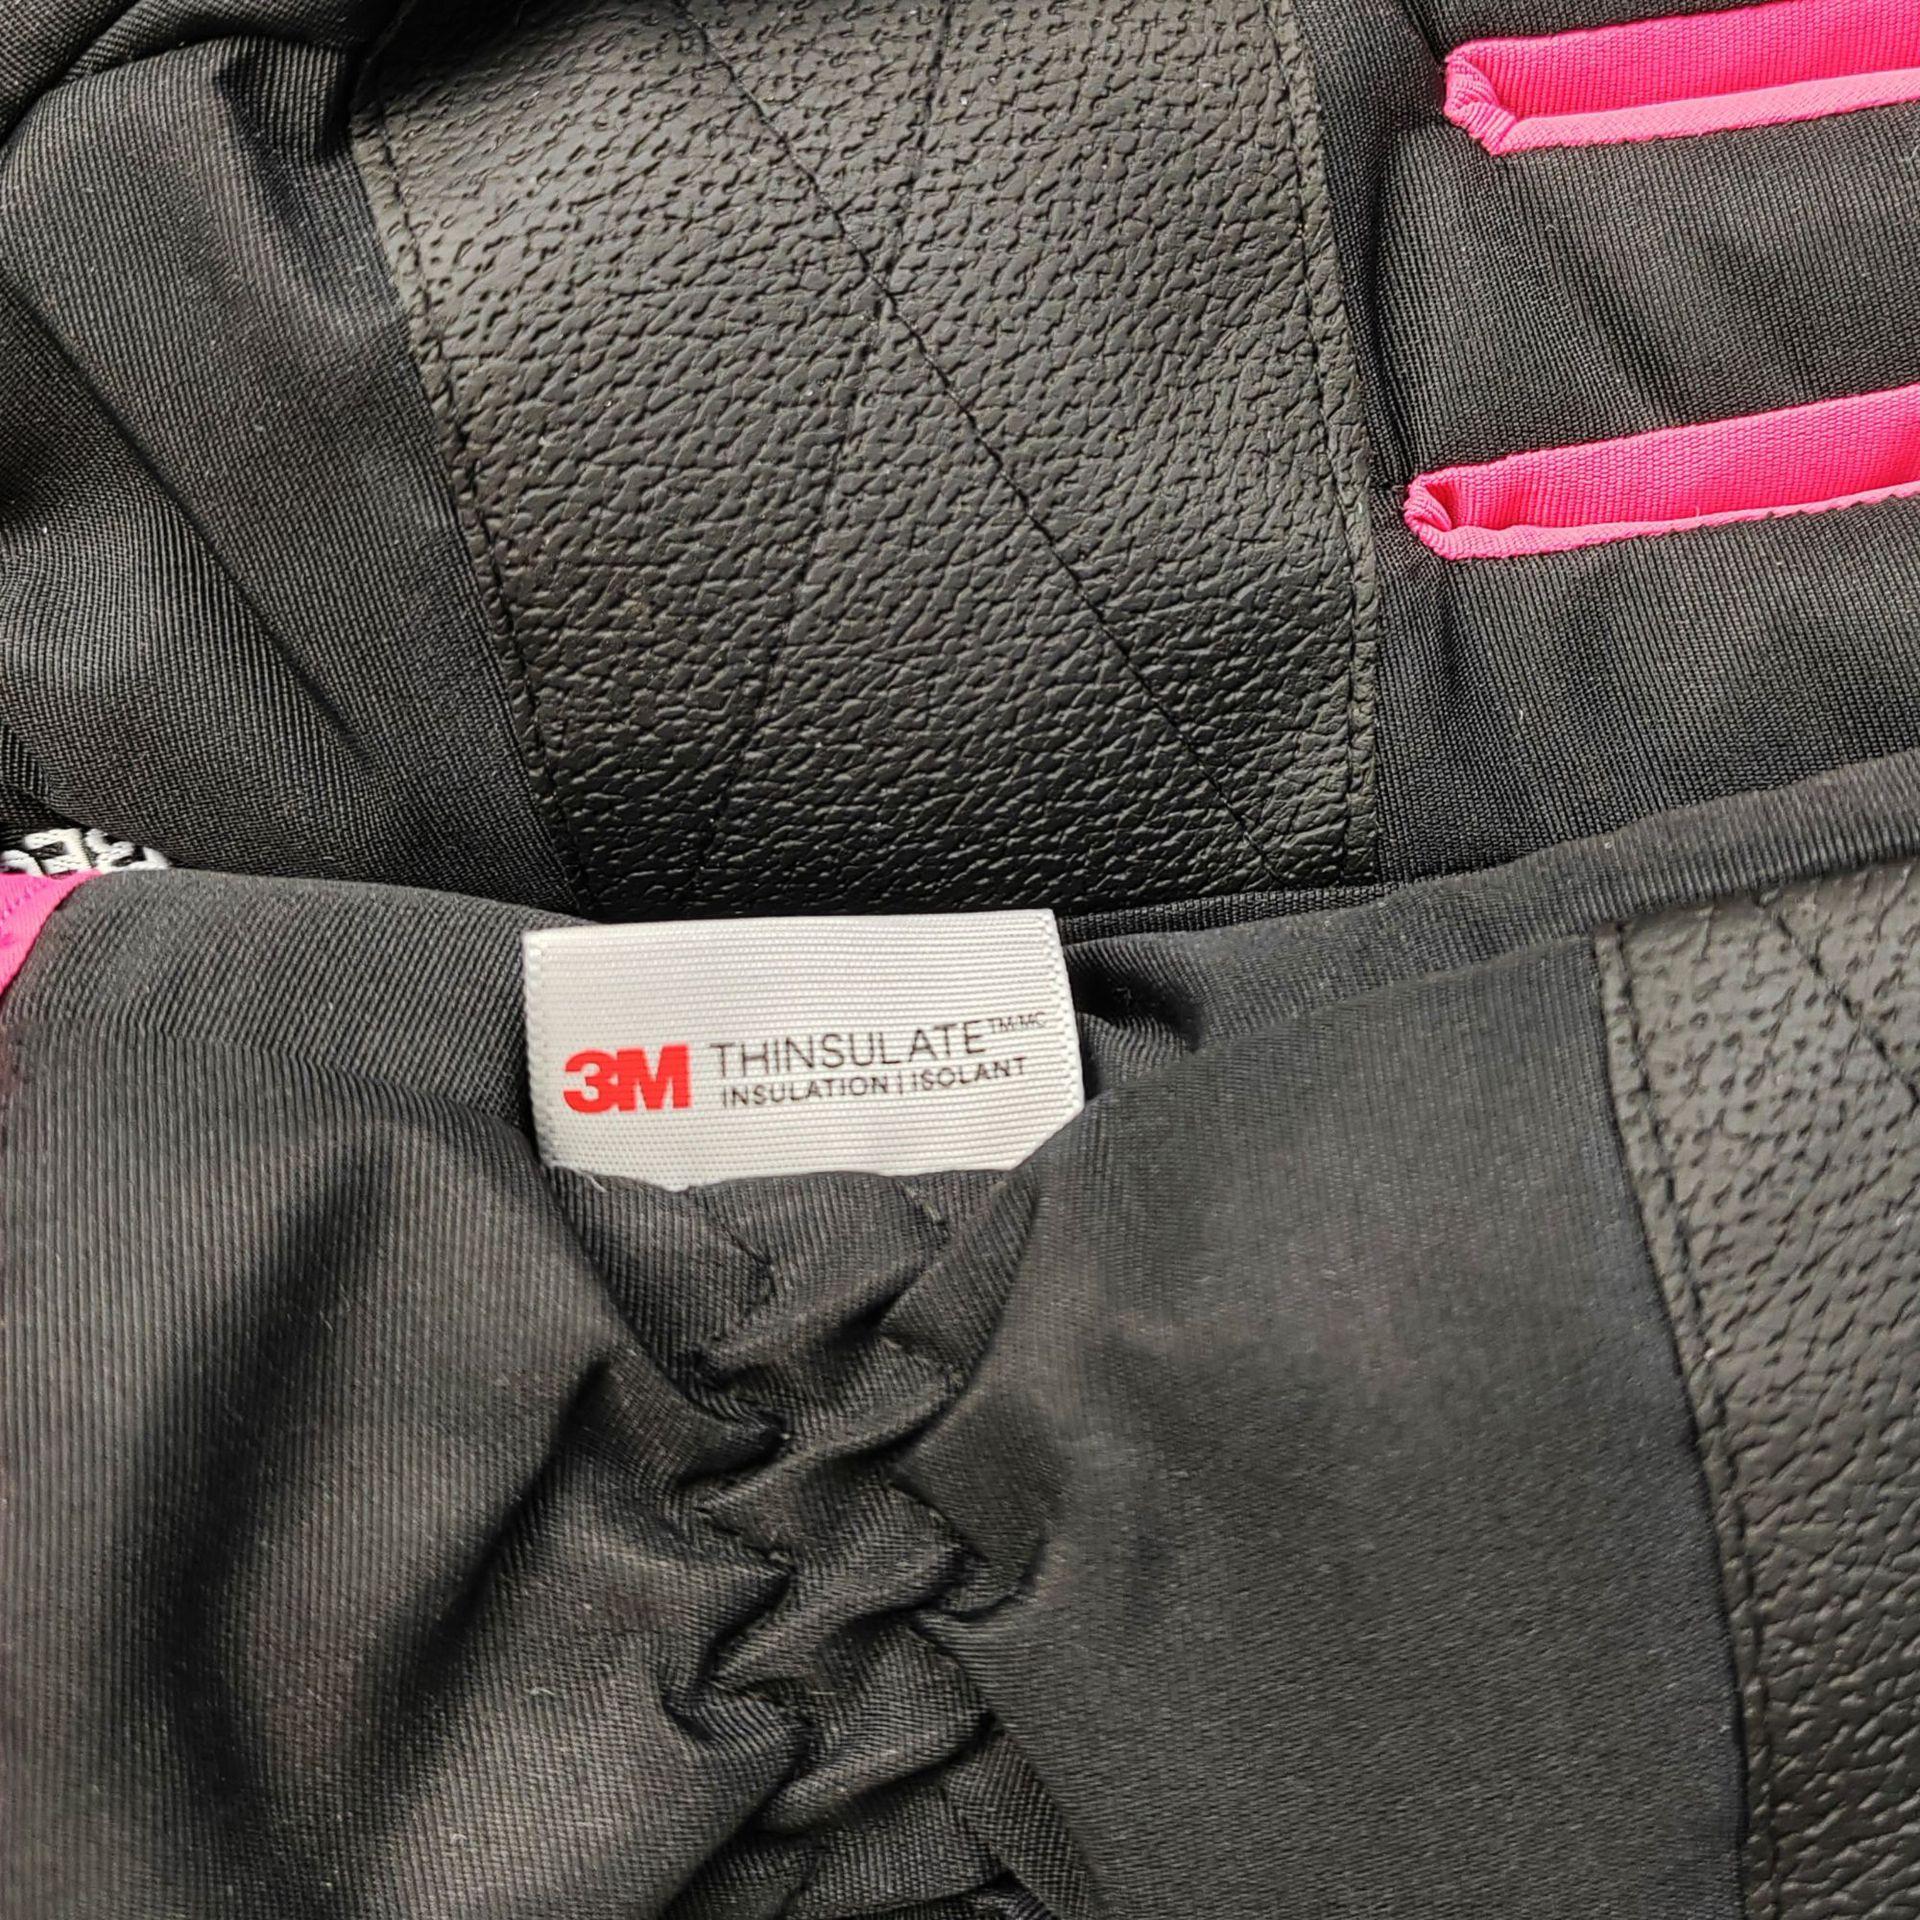 3M THINSULATE™/MC
INSULATION | ISOLANT